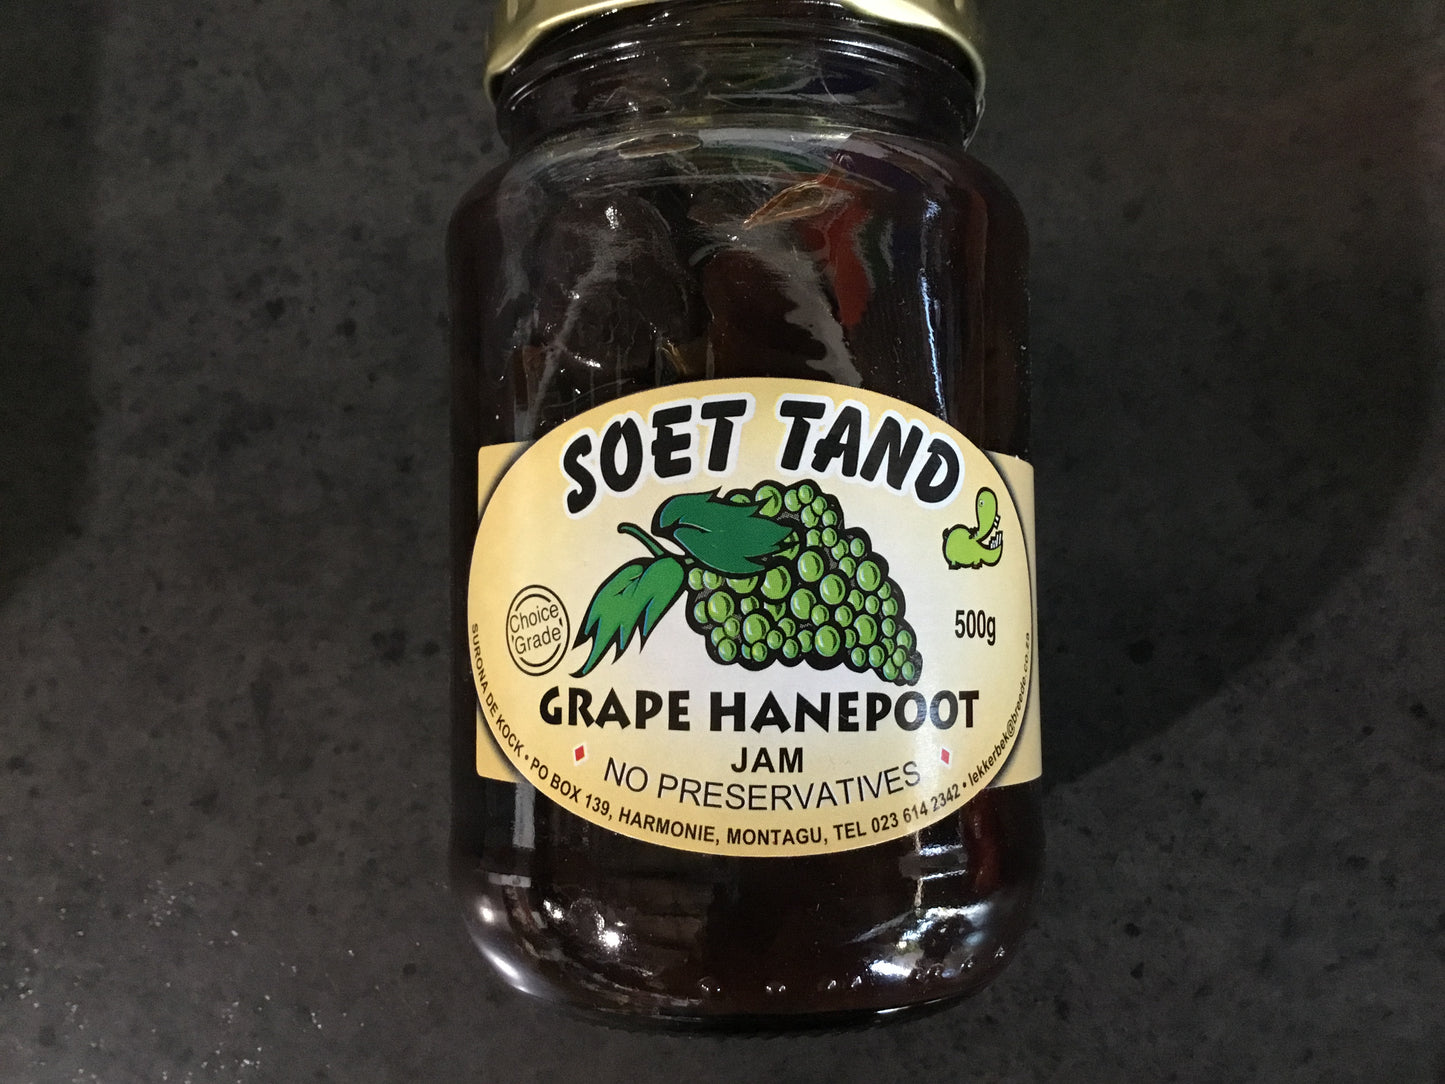 SOET TAND
Choice
'Grade'
500g
GRAPE HANEPOOT
JAM
NO PRESERVATIVES
SURONA DE KOCK • PO BOX 139, HARMONIE, MONTAGU, TEL 023 614 2342 • lekkerbek@breede.co.za